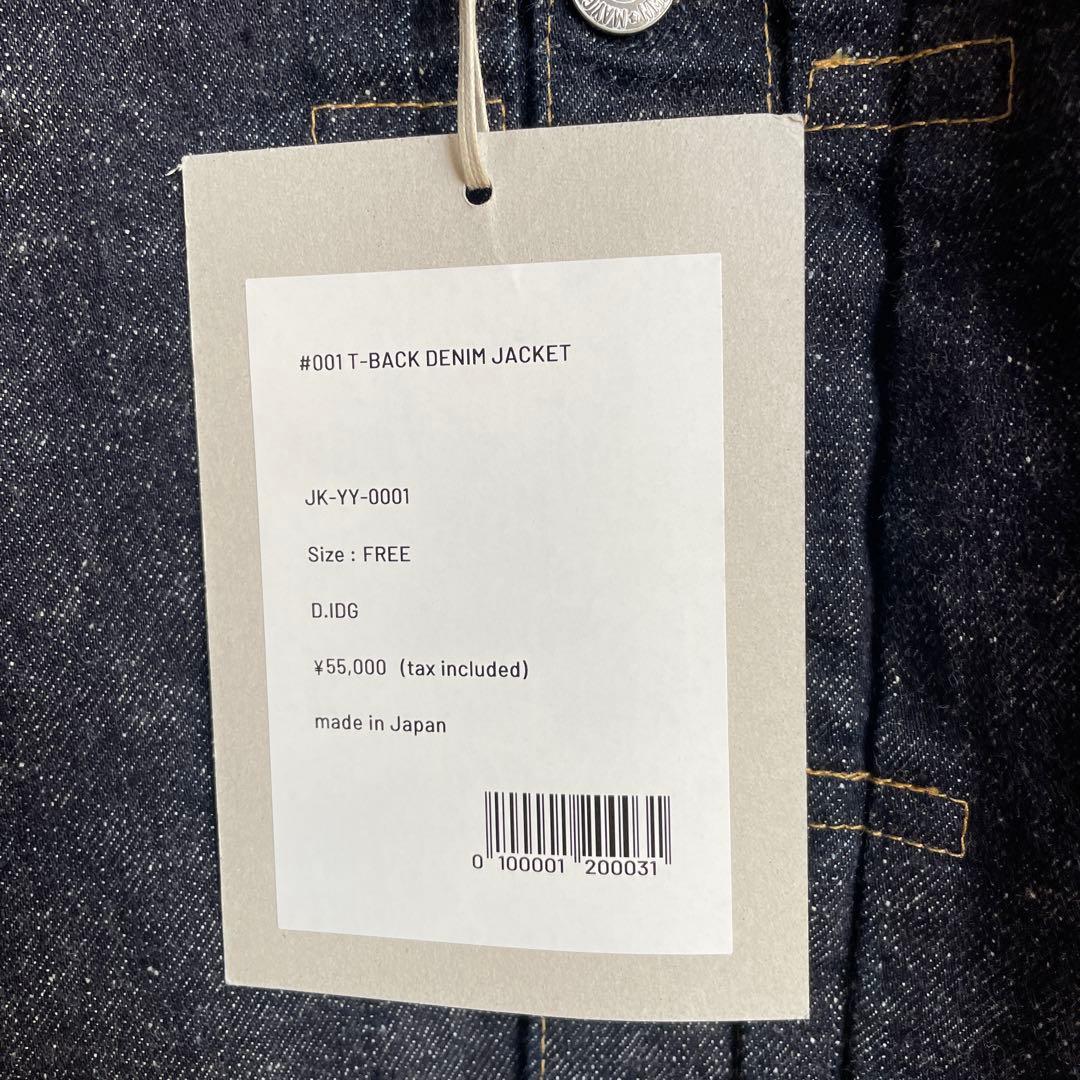 #001 T-BACK DENIM JACKET
JK-YY-0001
Size : FREE
D.IDG
¥55,000 (tax included)
made in Japan
0 100001 200031